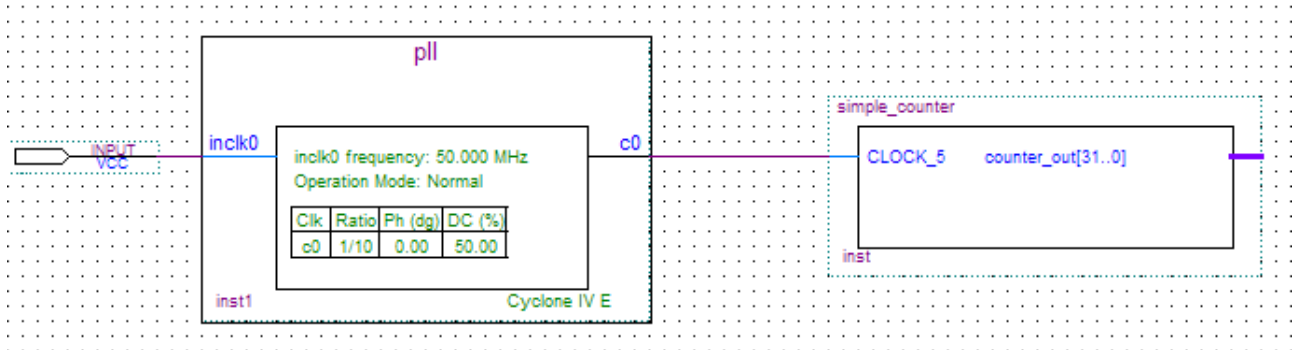 pll
simple_counter
INPUT
VCC
inclk0
c0
inclk0 frequency: 50.000 MHz
Operation Mode: Normal
CLOCK_5 counter_out[31..0]
Clk Ratio Ph (dg) DC (%)
c0 1/10 0.00 50.00
inst
inst1
Cyclone IV E